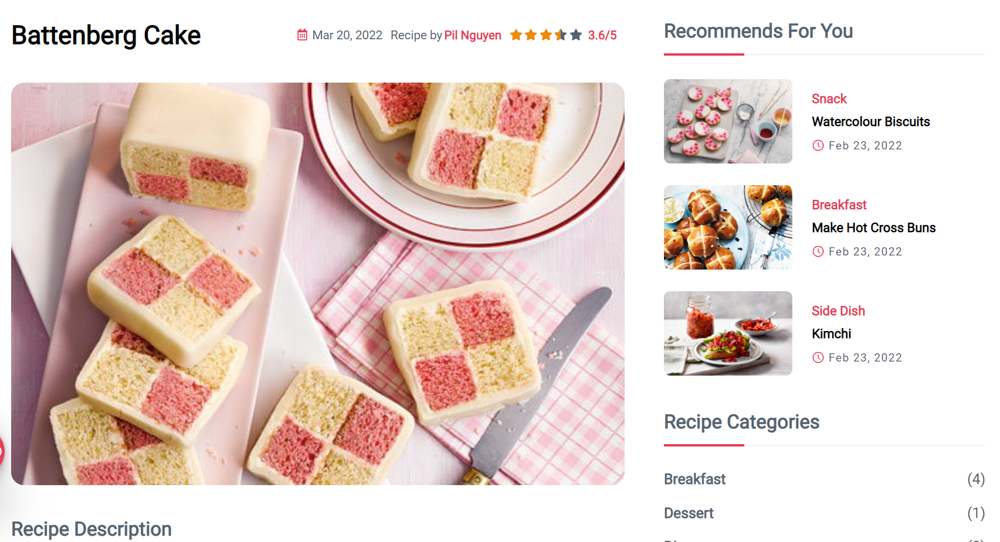 Battenberg Cake
Mar 20, 2022 Recipe by Pil Nguyen 3.6/5
Recipe Description
Recommends For You
Snack
Watercolour Biscuits
Feb 23, 2022
Breakfast
Make Hot Cross Buns
Feb 23, 2022
Side Dish
Kimchi
Feb 23, 2022
Recipe Categories
Breakfast (4)
Dessert (1)